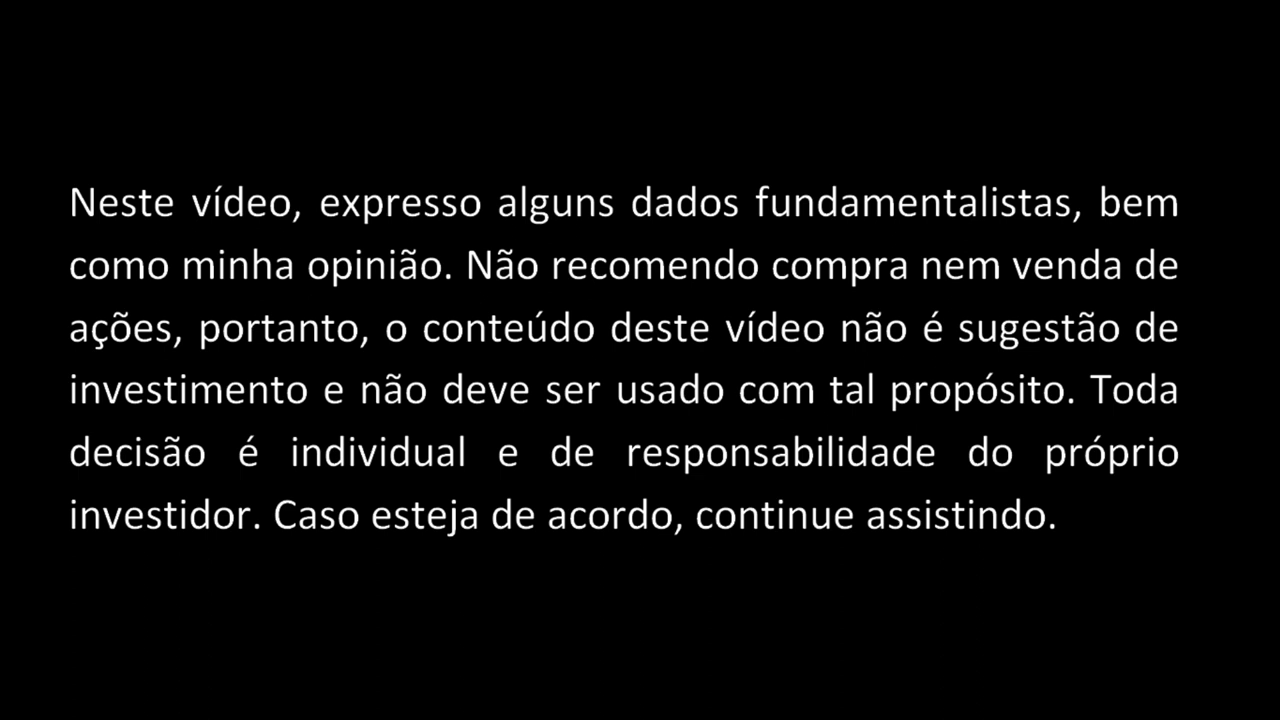 Neste vídeo, expresso alguns dados fundamentalistas, bem
como minha opinião. Não recomendo compra nem venda de
ações, portanto, o conteúdo deste vídeo não é sugestão de
investimento e não deve ser usado com tal propósito. Toda
decisão é individual e de responsabilidade do próprio
investidor. Caso esteja de acordo, continue assistindo.